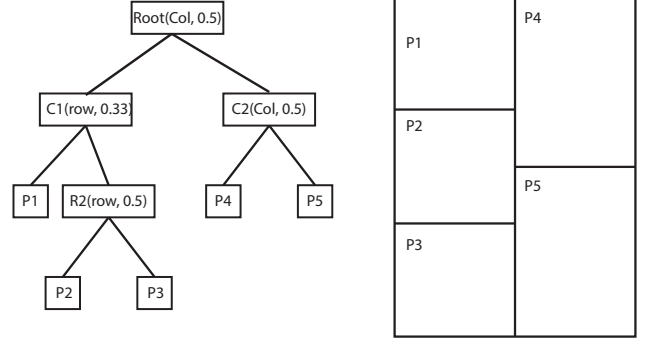 Root(Col, 0.5)
C1(row, 0.33)
C2(Col, 0.5)
P1
R2(row, 0.5)
P4
P5
P2
P3
P1
P2
P3
P4
P5